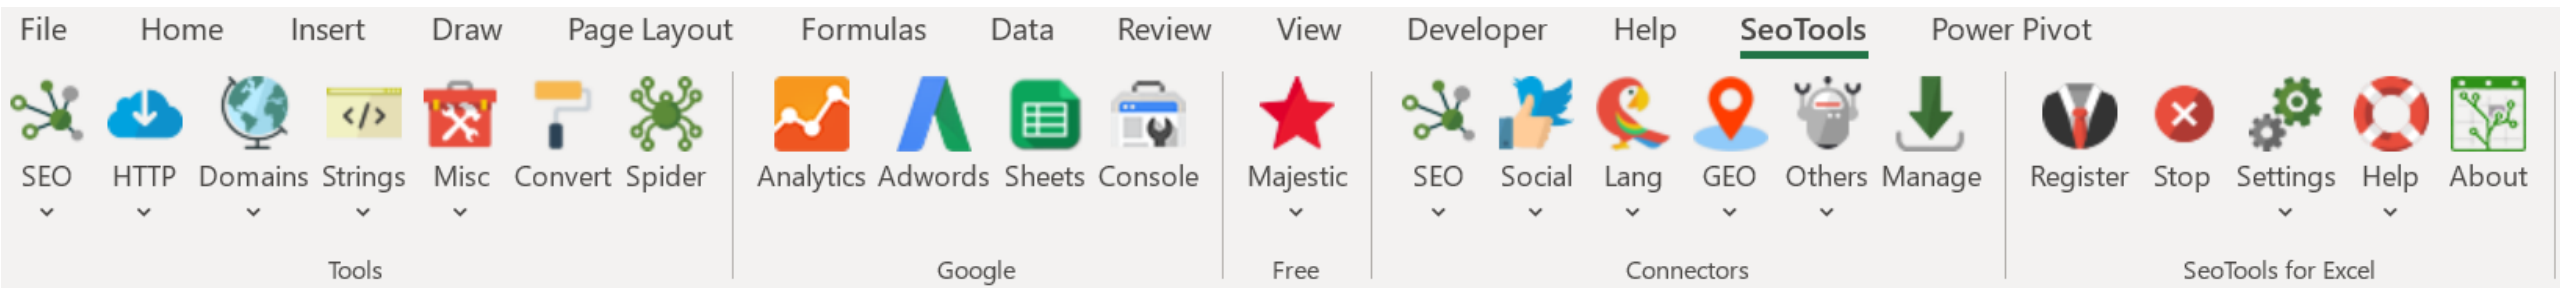 File Home Insert Draw Page Layout Formulas Data Review View Developer Help SeoTools Power Pivot
</>
SEO HTTP Domains Strings Misc Convert Spider Analytics Adwords Sheets Console Majestic SEO Social Lang GEO Others Manage Register Stop Settings Help About
Tools Google Free Connectors SeoTools for Excel